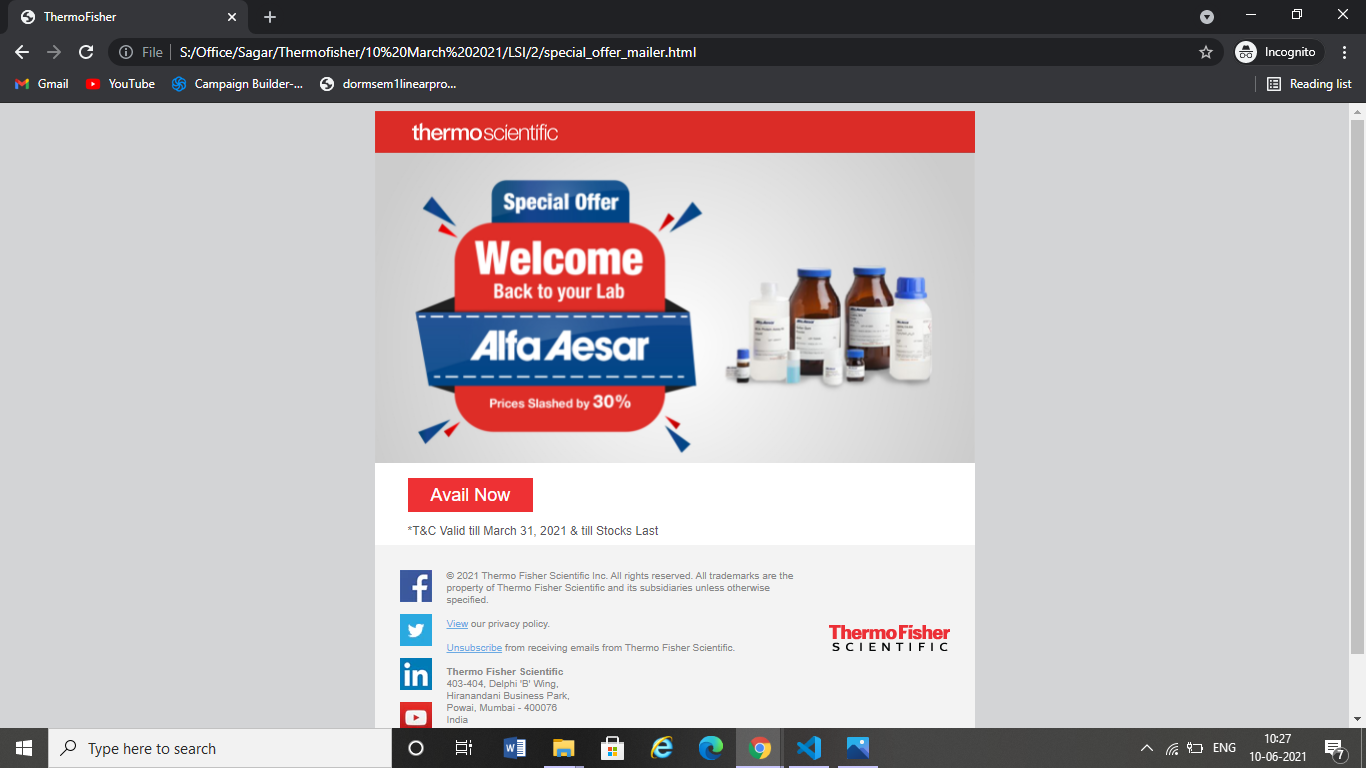 ThermoFisher
File
S:/Office/Sagar/Thermofisher/10%20March%202021/LSI/2/special_offer_mailer.html
Incognito
Gmail
YouTube
Campaign Builder-...
dormsem1linearpro...
Reading list
thermo scientific
Special Offer
Welcome
Back to your Lab
Alfa Aesar
Prices Slashed by 30%
Avail Now
*T&C Valid till March 31, 2021 & till Stocks Last
© 2021 Thermo Fisher Scientific Inc. All rights reserved. All trademarks are the
property of Thermo Fisher Scientific and its subsidiaries unless otherwise
specified.
View our privacy policy.
Unsubscribe from receiving emails from Thermo Fisher Scientific.
Thermo Fisher Scientific
403-404, Delphi 'B' Wing,
Hiranandani Business Park,
Powai, Mumbai - 400076
India
ThermoFisher
SCIENTIFIC
Type here to search
ENG
10:27
10-06-2021
7